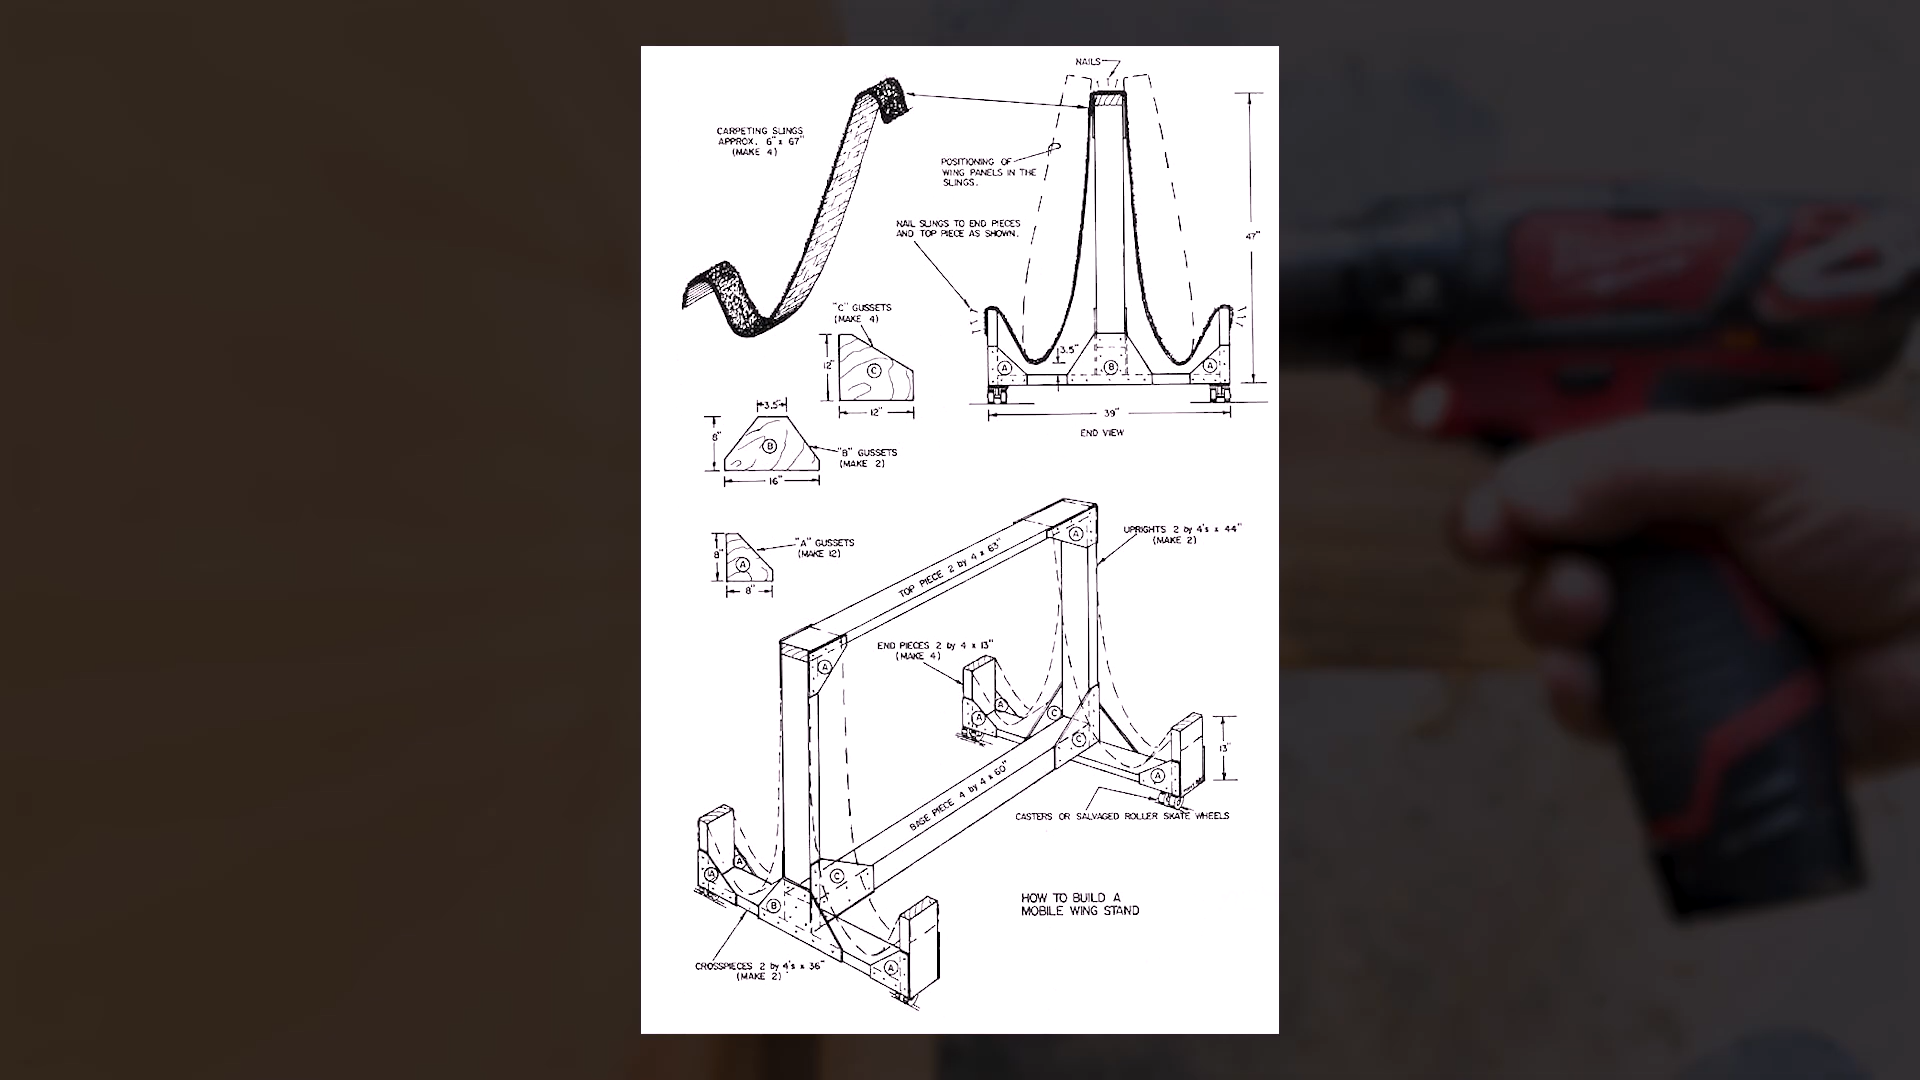 NAILS
CARPETING SLINGS
APPROX. 6" x 67"
(MAKE 4)
POSITIONING OF
WING PANELS IN THE
SLINGS.
NAIL SLINGS TO END PIECES
AND TOP PIECE AS SHOWN.
47"
"C" GUSSETS
(MAKE 4)
12"
C
12"
3.5"
A
B
A
39"
END VIEW
3.5"
8"
B
"B" GUSSETS
(MAKE 2)
16"
"A" GUSSETS
(MAKE 12)
8"
A
8"
A
UPRIGHTS 2 by 4's x 44"
(MAKE 2)
TOP PIECE 2 by 4 x 63"
END PIECES 2 by 4 x 13"
(MAKE 4)
A
A
A
C
C
A
13"
BASE PIECE 4 by 4 x 60"
CASTERS OR SALVAGED ROLLER SKATE WHEELS
A
A
C
B
A
HOW TO BUILD A
MOBILE WING STAND
CROSSPIECES 2 by 4's x 36"
(MAKE 2)